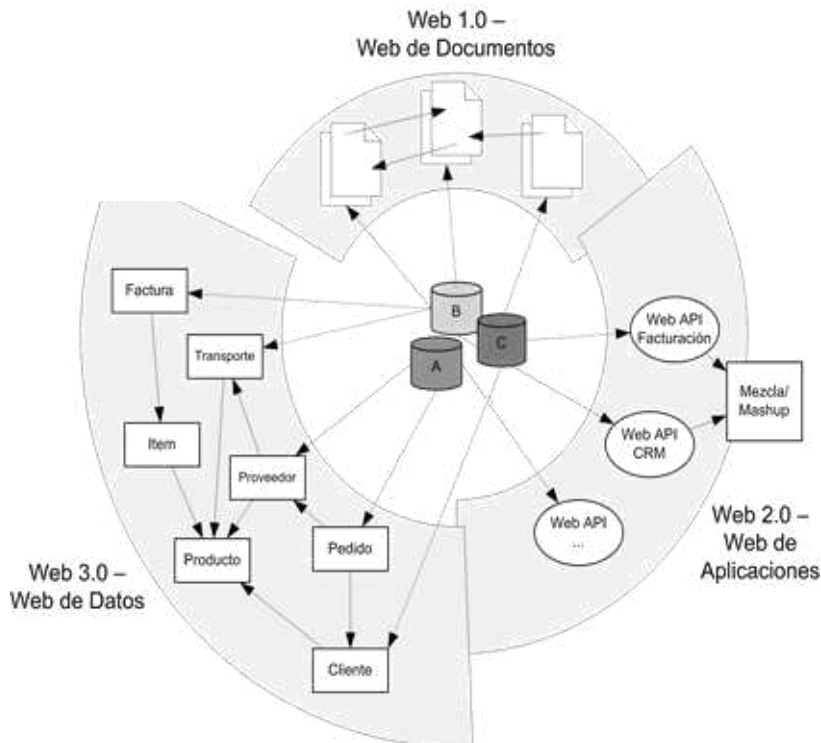 Web 1.0 –
Web de Documentos
B
C
A
Factura
Transporte
Item
Proveedor
Producto
Pedido
Cliente
Web API
Facturación
Mezcla/
Mashup
Web API
CRM
Web API
...
Web 2.0 –
Web de
Aplicaciones
Web 3.0 –
Web de Datos